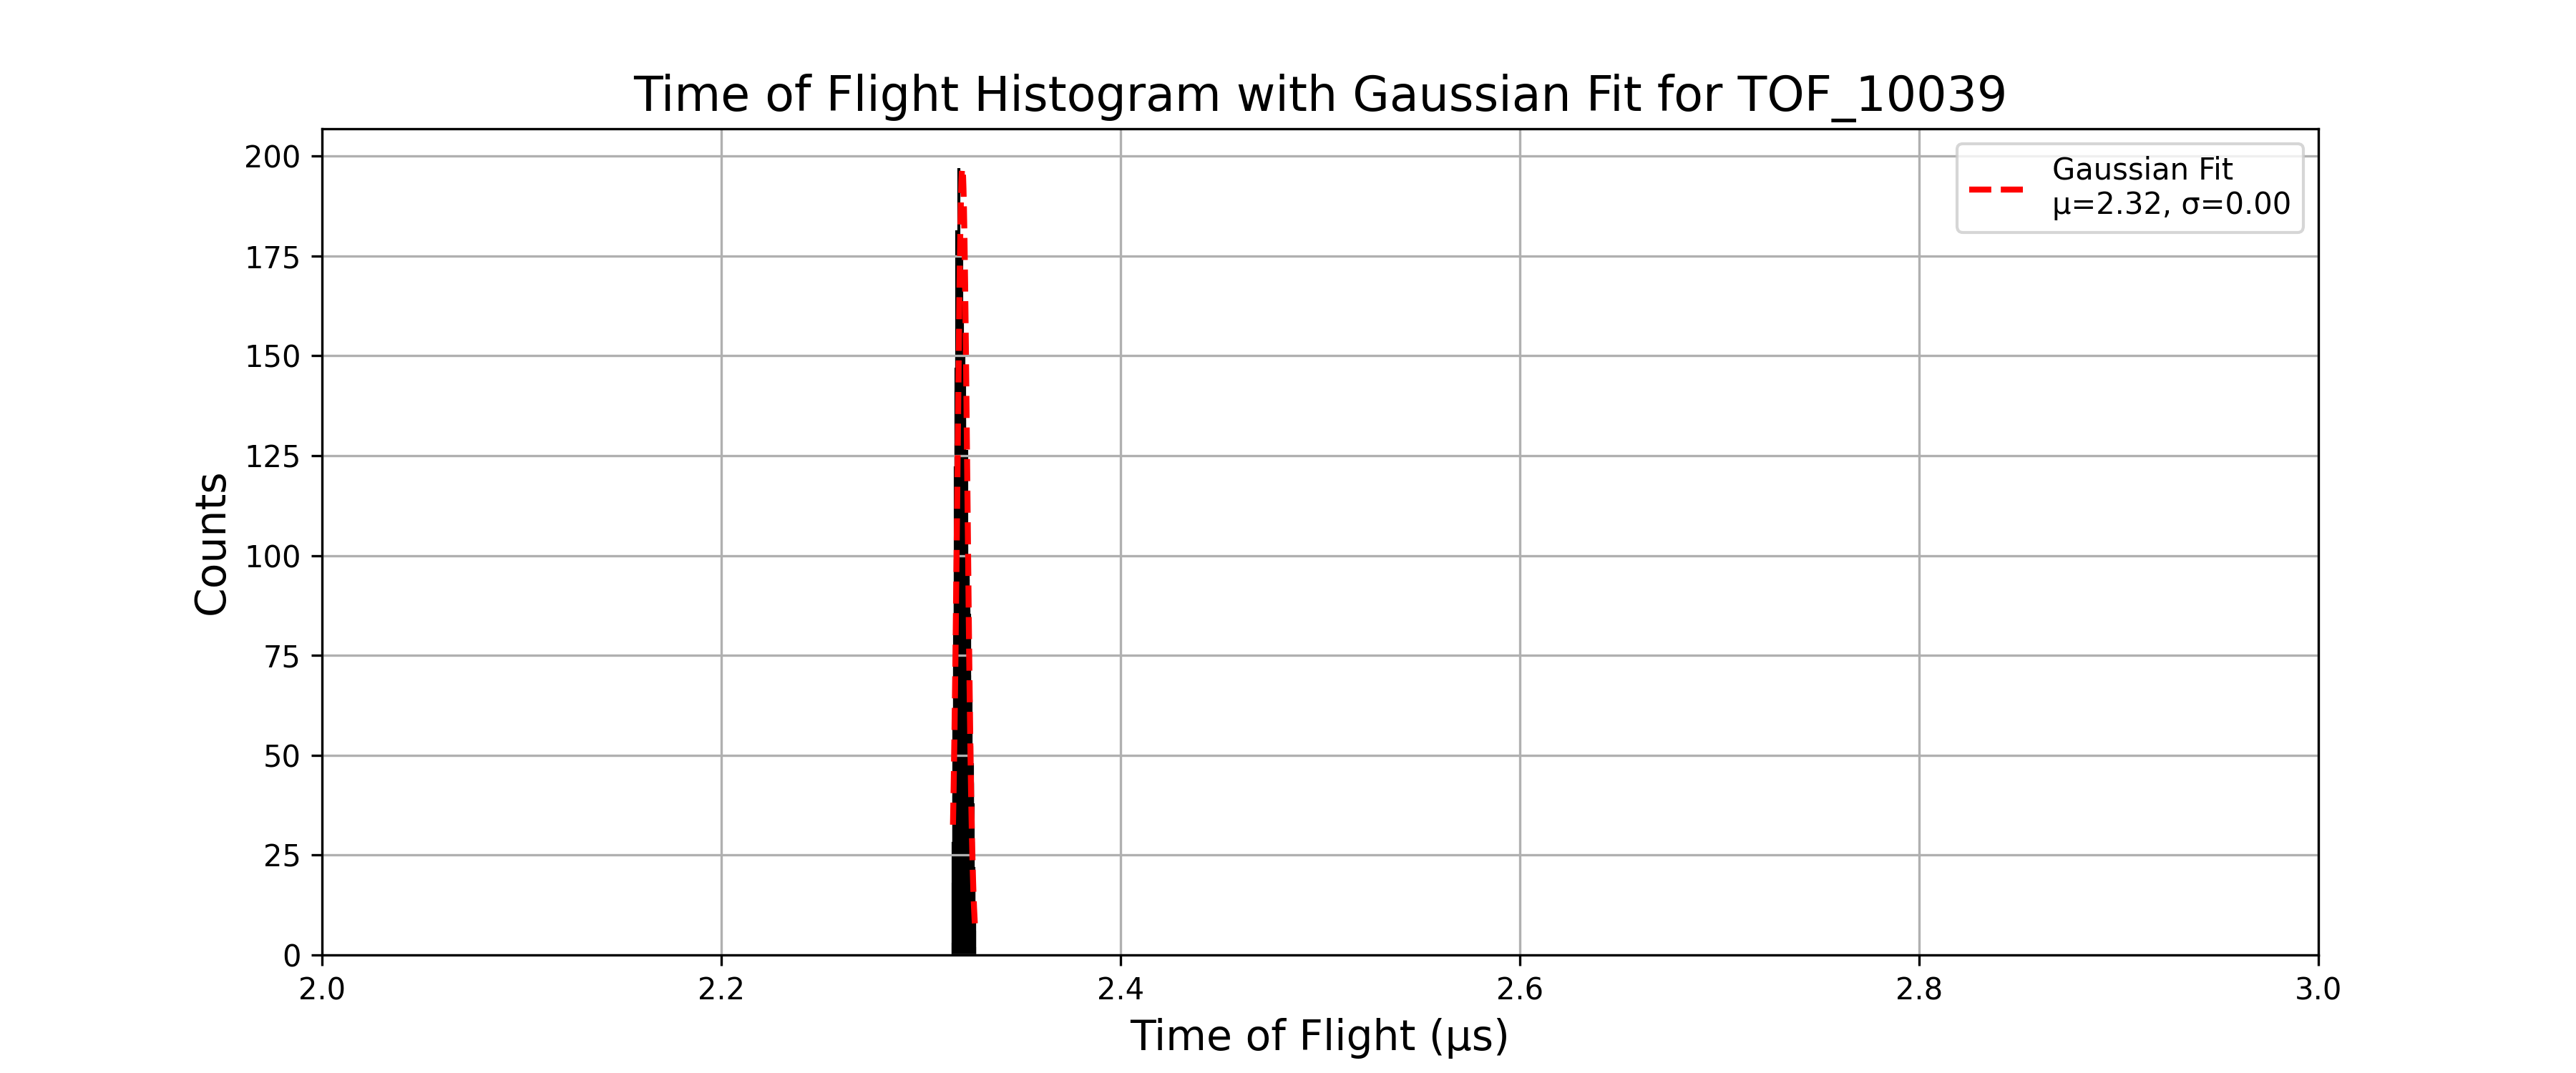 Time of Flight Histogram with Gaussian Fit for TOF_10039
Gaussian Fit
μ=2.32, σ=0.00
200
175
150
125
100
75
50
25
0
Counts
2.0 2.2 2.4 2.6 2.8 3.0
Time of Flight (μs)